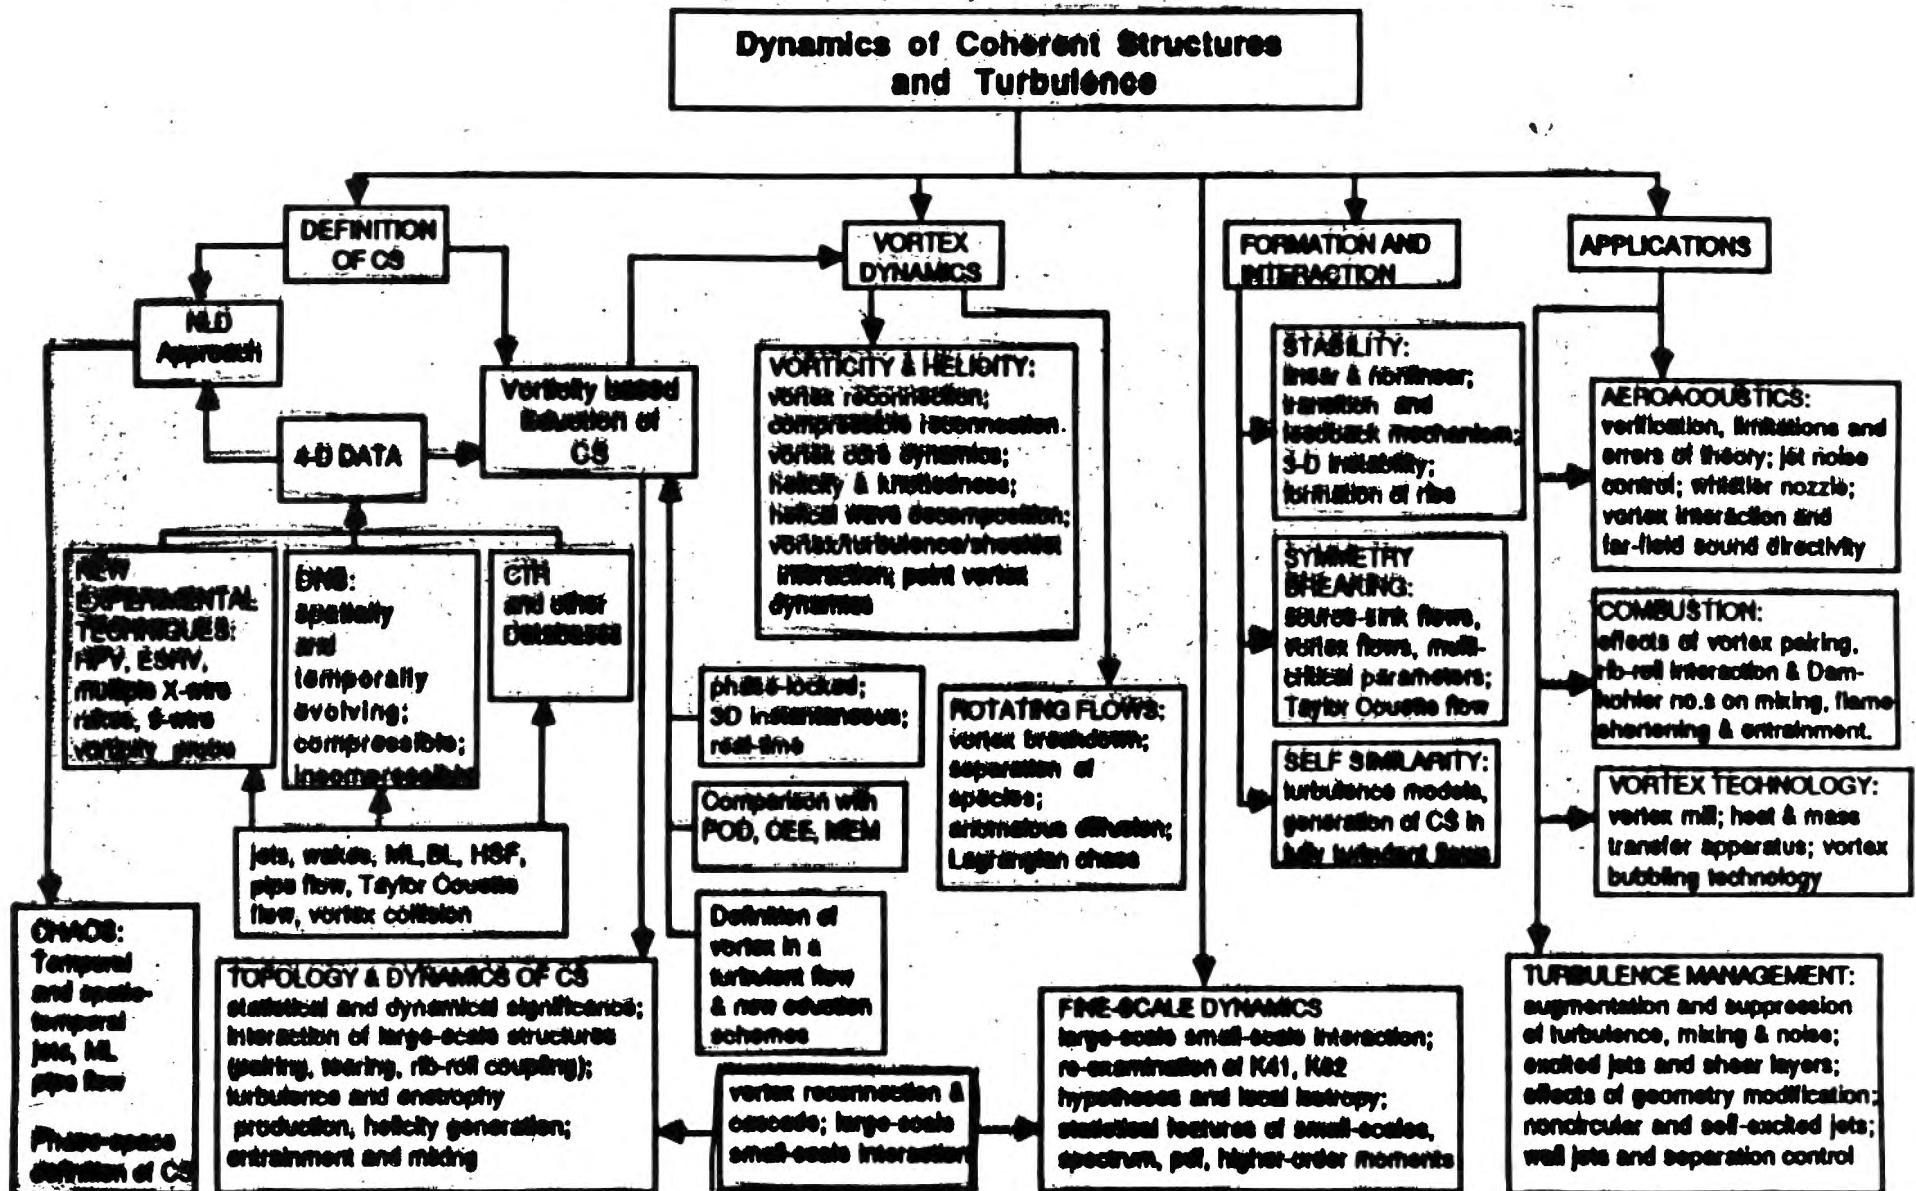 Dynamics of Coherent Structures
and Turbulence
DEFINITION
OF CS
VORTEX
DYNAMICS
FORMATION AND
INTERACTION
APPLICATIONS
NLD
Approach
Vorticity based
Eduction of
CS
4-D DATA
VORTICITY & HELICITY:
vortex reconnection;
compressible reconnection.
vortex core dynamics;
helicity & knottedness;
helical wave decomposition;
vortex/turbulence/shocklet
interaction; point vortex
dynamics
STABILITY:
linear & nonlinear;
transition and
feedback mechanism;
3-D instability;
formation of ribs
AEROACOUSTICS:
verification, limitations and
errors of theory; jet noise
control; whistler nozzle;
vortex interaction and
far-field sound directivity
NEW
EXPERIMENTAL
TECHNIQUES:
HPV,
multiple X-wire
rakes, 9-wire
vorticity probe
DNS:
spatially
and
temporally
evolving;
compressible;
incompressible
CTR
and other
Databases
SYMMETRY
BREAKING:
source-sink flows,
vortex flows, multi-
critical parameters;
Taylor Couette flow
COMBUSTION:
effects of vortex pairing,
rib-roll interaction & Dam-
kohler no.s on mixing, flame
shortening & entrainment.
phase-locked;
3D instantaneous;
real-time
ROTATING FLOWS:
vortex breakdown;
separation of
species;
anomalous diffusion;
Lagrangian chaos
SELF SIMILARITY:
turbulence models,
generation of CS in
fully turbulent flows
VORTEX TECHNOLOGY:
vortex mill; heat & mass
transfer apparatus; vortex
bubbling technology
Comparison with
POD, CEE, MEM
jets, wakes, ML, BL, HSF,
pipe flow, Taylor Couette
flow, vortex collision
Definition of
vortex in a
turbulent flow
& new eduction
schemes
CHAOS:
Temporal
and spatio-
temporal
jets, ML
pipe flow
Phase-space
definition of CS
TOPOLOGY & DYNAMICS OF CS
statistical and dynamical significance;
interaction of large-scale structures
(pairing, tearing, rib-roll coupling);
turbulence and enstrophy
production, helicity generation;
entrainment and mixing
vortex reconnection &
cascade; large-scale
small-scale interaction
FINE-SCALE DYNAMICS
large-scale small-scale interaction;
re-examination of K41, K62
hypotheses and local isotropy;
statistical features of small-scales,
spectrum, pdf, higher-order moments
TURBULENCE MANAGEMENT:
augmentation and suppression
of turbulence, mixing & noise;
excited jets and shear layers;
effects of geometry modification;
noncircular and self-excited jets;
wall jets and separation control